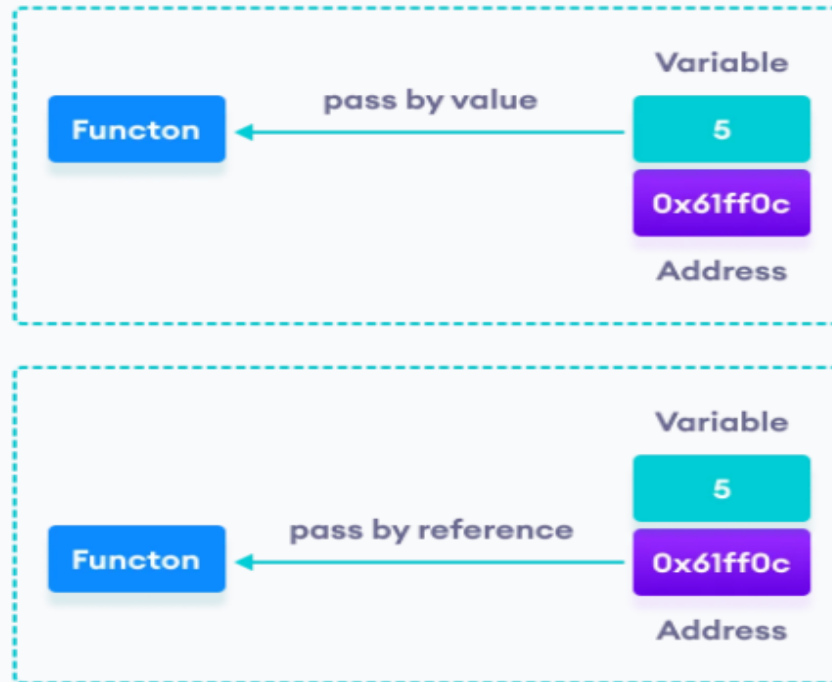 Variable
pass by value
Functon
5
0x61ff0c
Address
Variable
5
pass by reference
Functon
0x61ff0c
Address